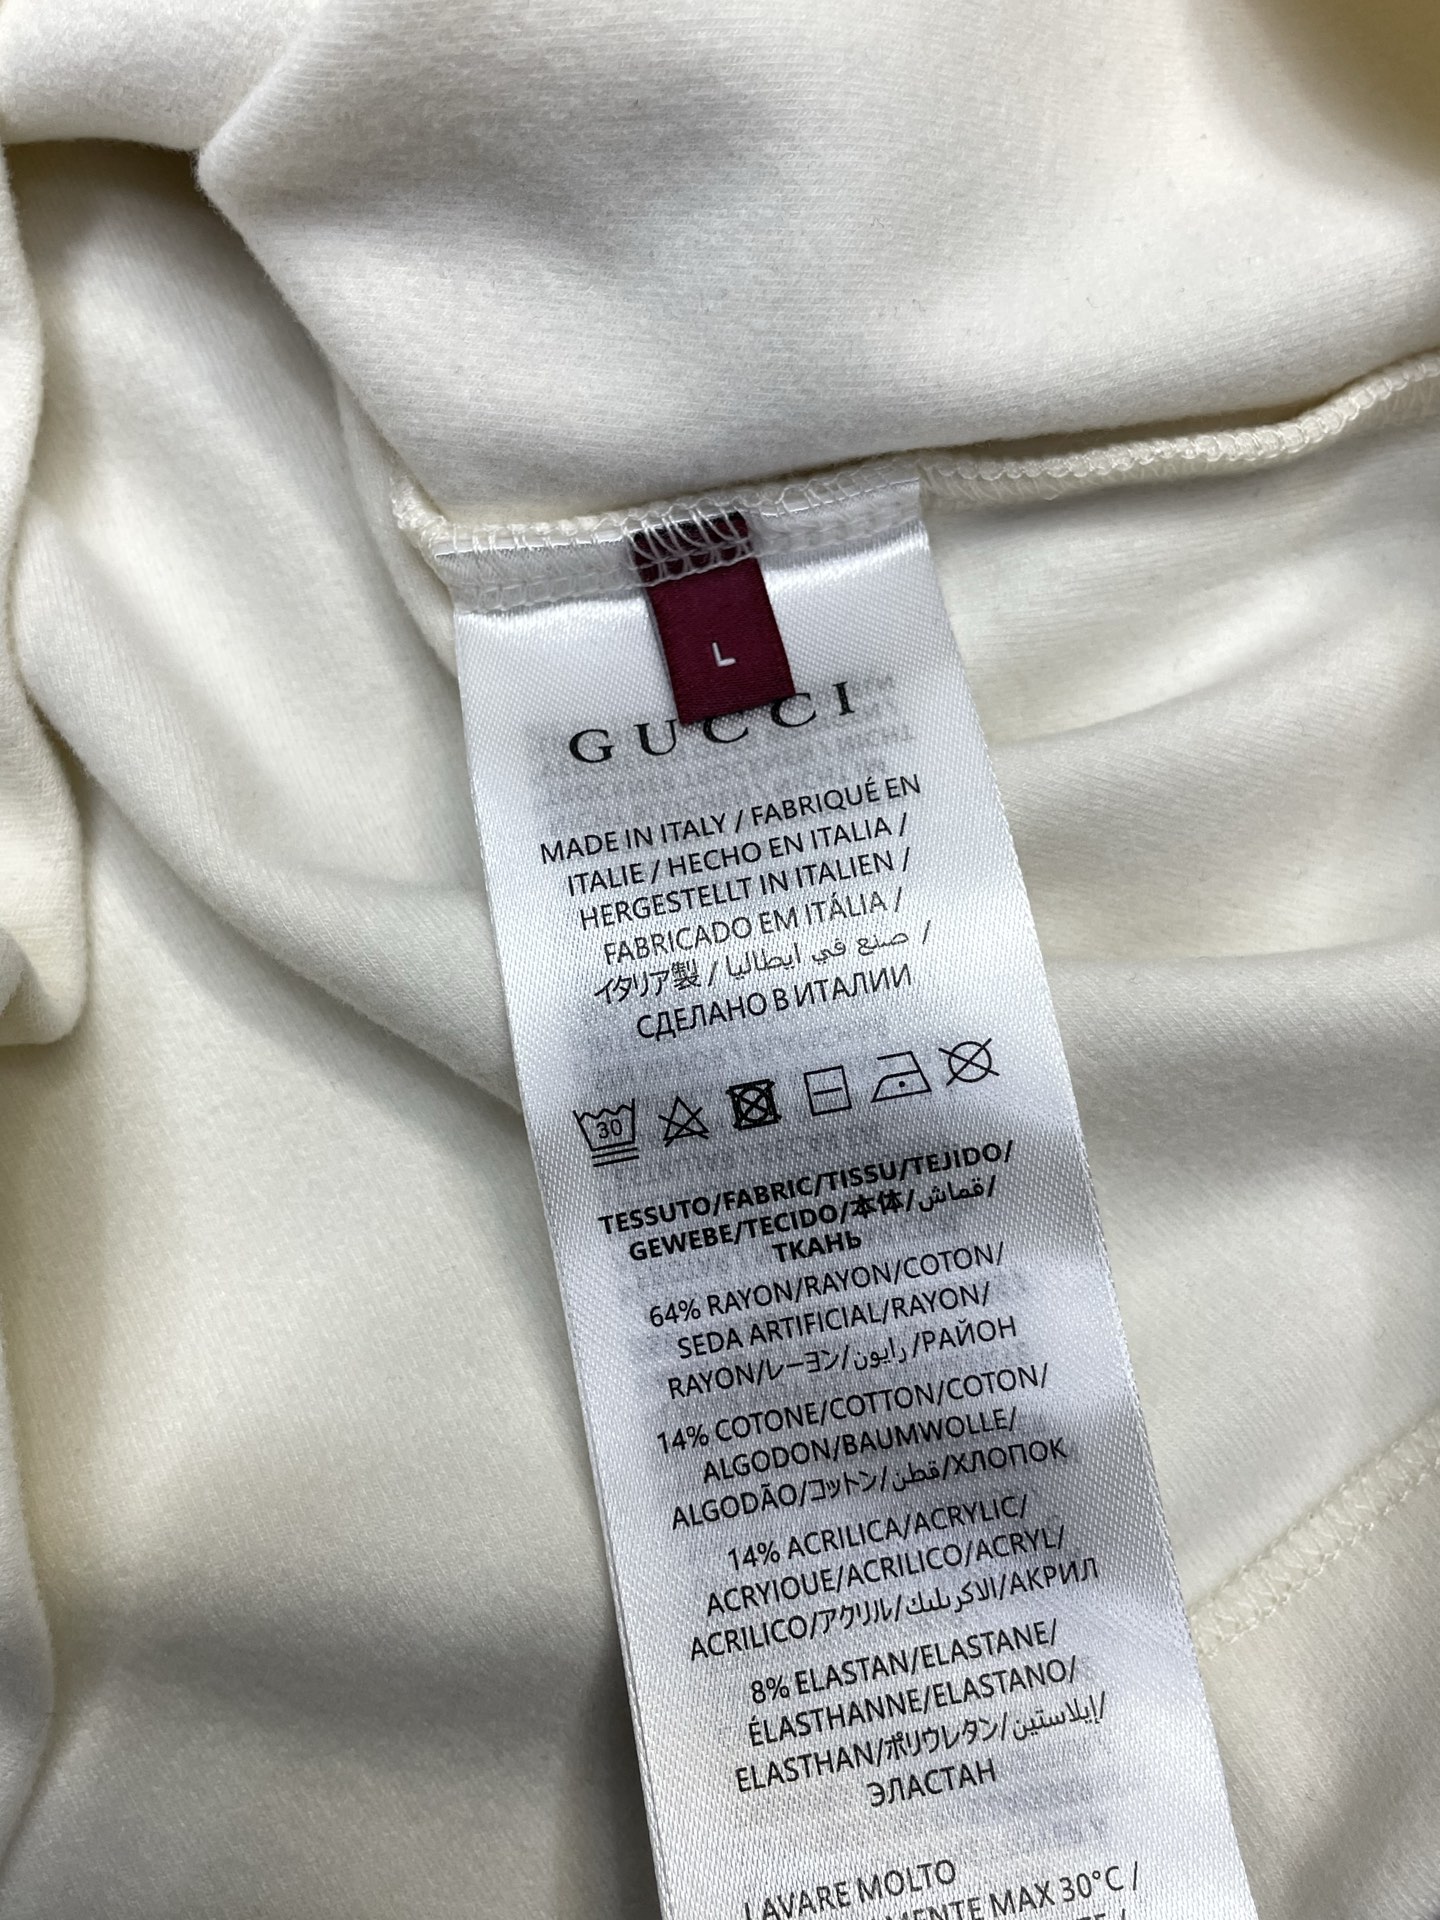 L
GUCCI
MADE IN ITALY / FABRIQUÉ EN
ITALIE / HECHO EN ITALIA /
HERGESTELLT IN ITALIEN /
FABRICADO EM ITÁLIA /
イタリア製 / صنع في ايطاليا /
СДЕЛАНО В ИТАЛИИ
30
TESSUTO/FABRIC/TISSU/TEJIDO/
GEWEBE/TECIDO/本体/قماش/
ТКАНЬ
64% RAYON/RAYON/COTON/
SEDA ARTIFICIAL/RAYON/
RAYON/レーヨン/رايون/РАЙОН
14% COTONE/COTTON/COTON/
ALGODON/BAUMWOLLE/
ALGODÃO/コットン/قطن/ХЛОПОК
14% ACRILICA/ACRYLIC/
ACRYIOUE/ACRILICO/ACRYL/
ACRILICO/アクリル/الاكريليك/АКРИЛ
8% ELASTAN/ELASTANE/
ÉLASTHANNE/ELASTANO/
ELASTHAN/ポリウレタン/إيلاستين/
ЭЛАСТАН
LAVARE MOLTO
MAX 30°C /